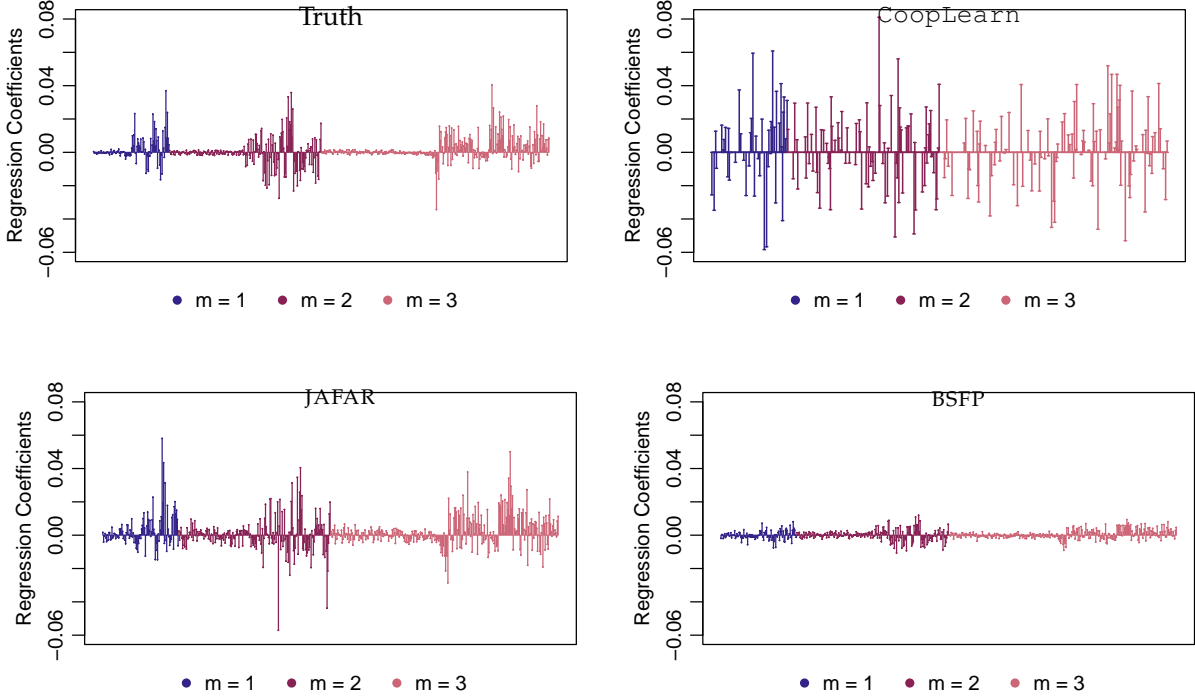 Truth
Regression Coefficients
0.08
0.04
0.00
−0.06
m = 1
m = 2
m = 3
CoopLearn
Regression Coefficients
0.08
0.04
0.00
−0.06
m = 1
m = 2
m = 3
JAFAR
Regression Coefficients
0.08
0.04
0.00
−0.06
m = 1
m = 2
m = 3
BSFP
Regression Coefficients
0.08
0.04
0.00
−0.06
m = 1
m = 2
m = 3